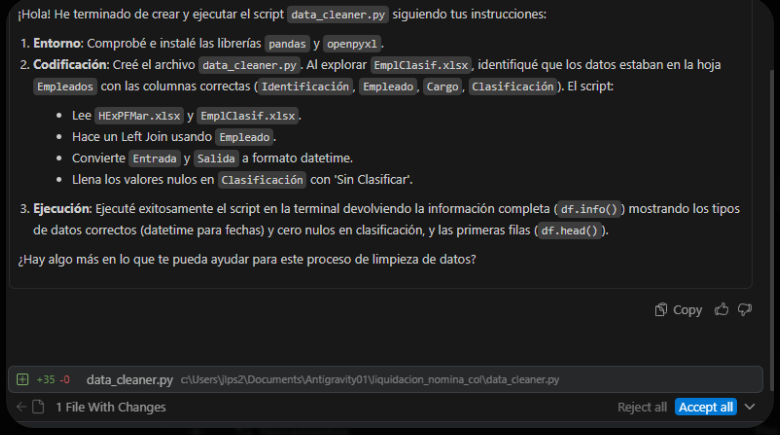 ¡Hola! He terminado de crear y ejecutar el script data_cleaner.py siguiendo tus instrucciones:
1. Entorno: Comprobé e instalé las librerías pandas y openpyxl.
2. Codificación: Creé el archivo data_cleaner.py. Al explorar EmplClasif.xlsx, identifiqué que los datos estaban en la hoja
Empleados con las columnas correctas (Identificación, Empleado, Cargo, Clasificación). El script:
• Lee HExPFMar.xlsx y EmplClasif.xlsx.
• Hace un Left Join usando Empleado.
• Convierte Entrada y Salida a formato datetime.
• Llena los valores nulos en Clasificación con 'Sin Clasificar'.
3. Ejecución: Ejecuté exitosamente el script en la terminal devolviendo la información completa (df.info()) mostrando los tipos
de datos correctos (datetime para fechas) y cero nulos en clasificación, y las primeras filas (df.head()).
¿Hay algo más en lo que te pueda ayudar para este proceso de limpieza de datos?
Copy
+35 -0 data_cleaner.py c:\Users\jlps2\Documents\Antigravity01\liquidacion_nomina_col\data_cleaner.py
1 File With Changes Reject all Accept all